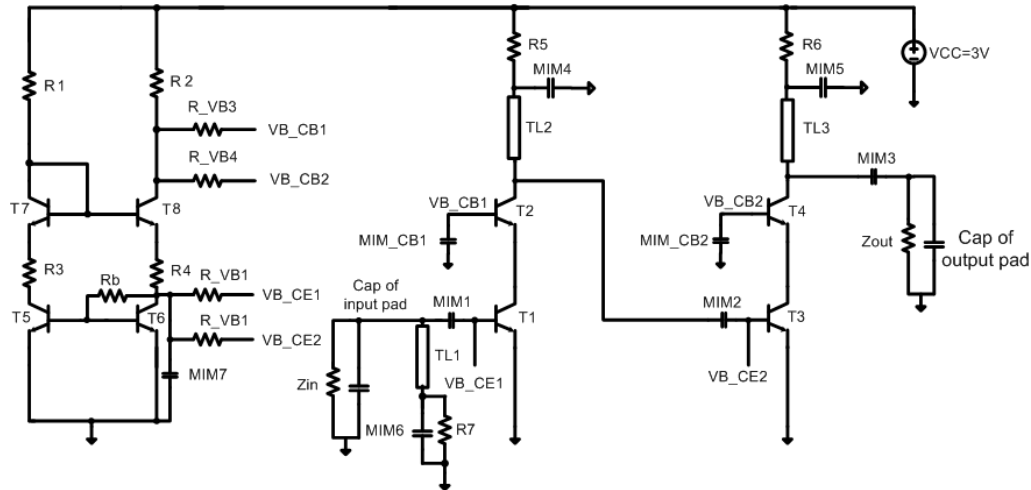 R1
R2
R5
R6
VCC=3V
MIM4
MIM5
R_VB3
VB_CB1
R_VB4
VB_CB2
TL2
TL3
MIM3
T7
T8
VB_CB1
T2
VB_CB2
T4
MIM_CB1
MIM_CB2
Zout
Cap of
output pad
R3
R4
Rb
R_VB1
VB_CE1
Cap of
input pad
MIM1
MIM2
T5
T6
R_VB1
VB_CE2
T1
T3
MIM7
Zin
TL1
VB_CE1
VB_CE2
MIM6
R7